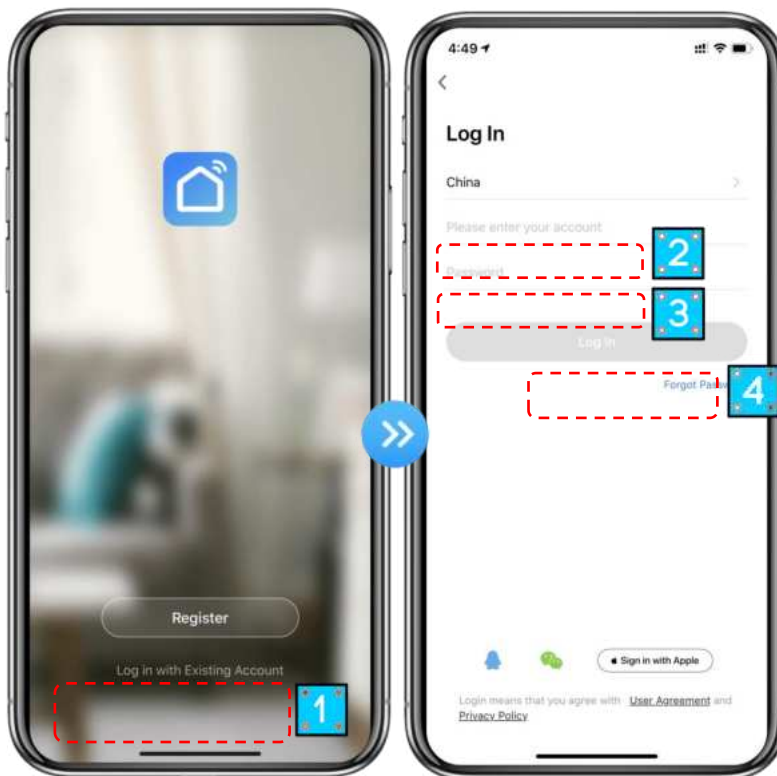 Register
Log in with Existing Account
1
4:49
Log In
China
Please enter your account
2
Password
3
Log In
Forgot
4
Sign in with Apple
Login means that you agree with User Agreement and
Privacy Policy